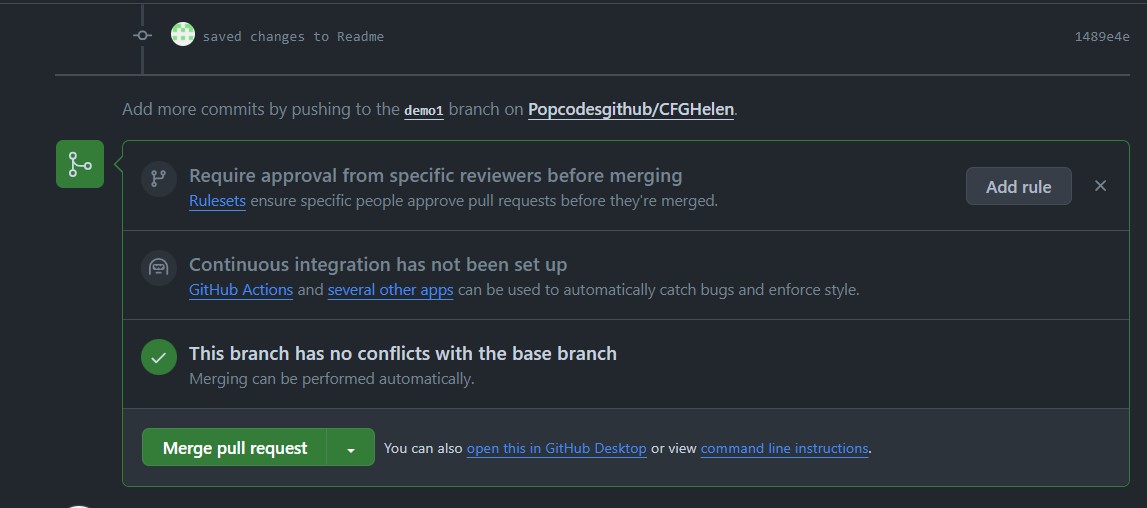 saved changes to Readme 1489e4e
Add more commits by pushing to the demo1 branch on Popcodesgithub/CFGHelen.
Require approval from specific reviewers before merging
Rulesets ensure specific people approve pull requests before they're merged.
Add rule
Continuous integration has not been set up
GitHub Actions and several other apps can be used to automatically catch bugs and enforce style.
This branch has no conflicts with the base branch
Merging can be performed automatically.
Merge pull request You can also open this in GitHub Desktop or view command line instructions.